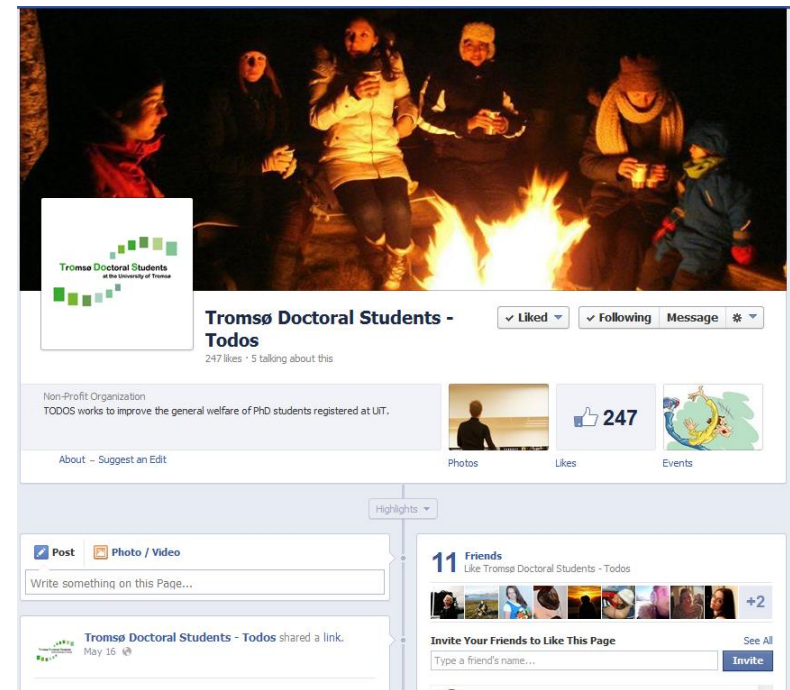 Tromsø Doctoral Students
at the University of Tromsø
Tromsø Doctoral Students -
Todos
247 likes · 5 talking about this
Liked
Following
Message
Non-Profit Organization
TODOS works to improve the general welfare of PhD students registered at UiT.
About – Suggest an Edit
Photos
247
Likes
Events
Highlights
Post
Photo / Video
Write something on this Page...
Tromsø Doctoral Students - Todos shared a link.
May 16
11 Friends
Like Tromsø Doctoral Students - Todos
+2
Invite Your Friends to Like This Page
See All
Type a friend's name...
Invite